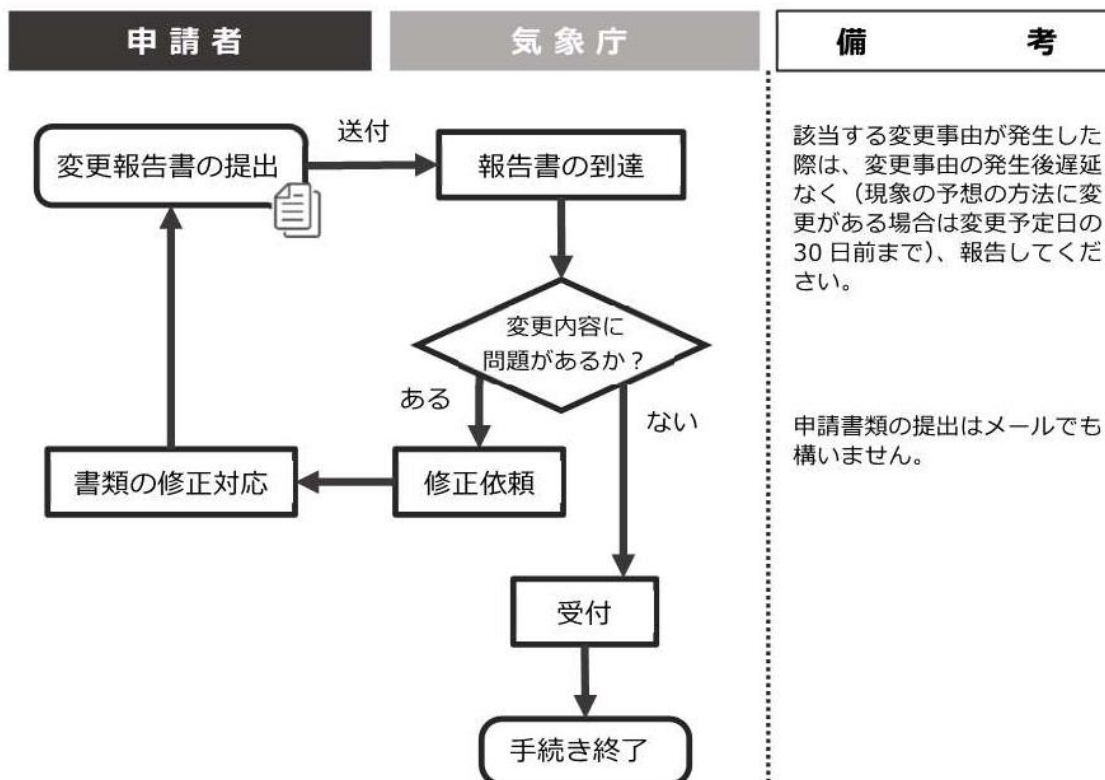 申請者
気象庁
備考
変更報告書の提出
送付
報告書の到達
変更内容に
問題があるか？
ある
ない
修正依頼
書類の修正対応
受付
手続き終了
該当する変更事由が発生した
際は、変更事由の発生後遅延
なく（現象の予想の方法に変
更がある場合は変更予定日の
30 日前まで）、報告してくだ
さい。
申請書類の提出はメールでも
構いません。